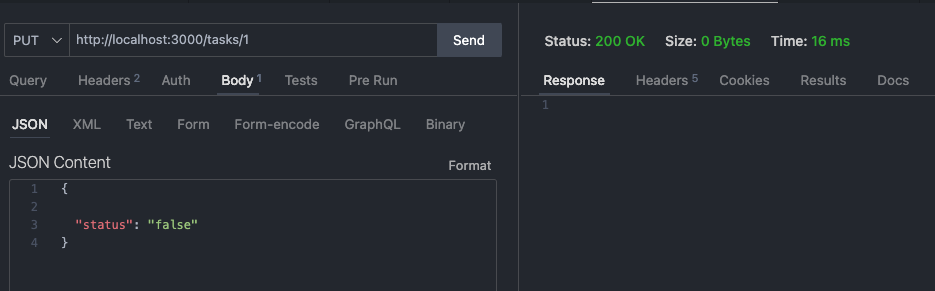 PUT http://localhost:3000/tasks/1 Send
Query Headers 2 Auth Body 1 Tests Pre Run
JSON XML Text Form Form-encode GraphQL Binary
JSON Content Format
1 {
2
3 "status": "false"
4 }
Status: 200 OK Size: 0 Bytes Time: 16 ms
Response Headers 5 Cookies Results Docs
1